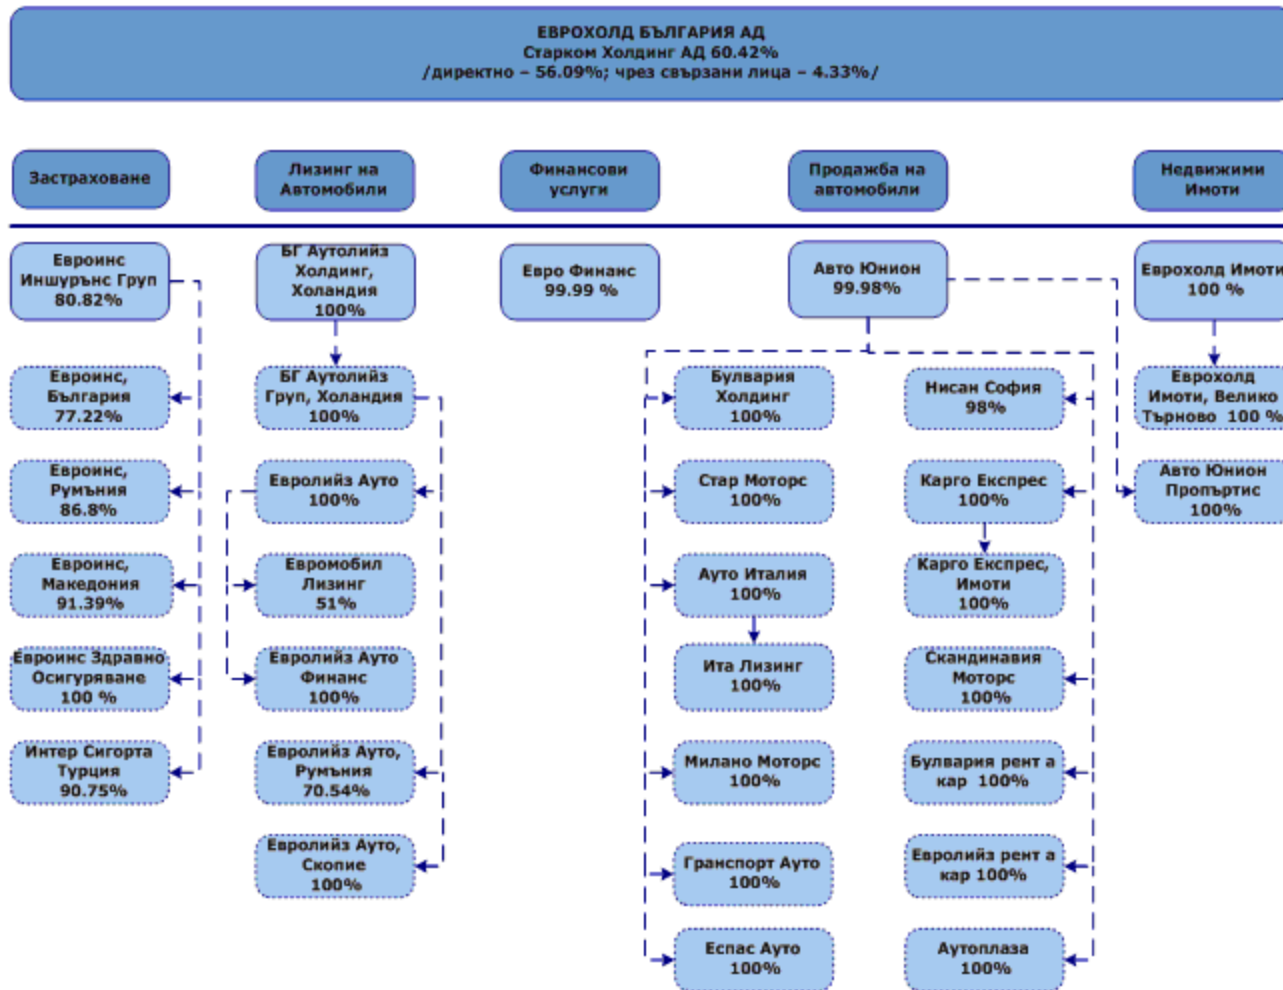 ЕВРОХОЛД БЪЛГАРИЯ АД
Старком Холдинг АД 60.42%
/директно – 56.09%; чрез свързани лица – 4.33%/
Застраховане
Лизинг на
Автомобили
Финансови
услуги
Продажба на
автомобили
Недвижими
Имоти
Евроинс
Иншурънс Груп
80.82%
БГ Аутолийз
Холдинг,
Холандия
100%
Евро Финанс
99.99 %
Авто Юнион
99.98%
Еврохолд Имоти
100 %
Евроинс,
България
77.22%
БГ Аутолийз
Груп, Холандия
100%
Булвария
Холдинг
100%
Нисан София
98%
Еврохолд
Имоти, Велико
Търново 100 %
Евроинс,
Румъния
86.8%
Евролийз Ауто
100%
Стар Моторс
100%
Карго Експрес
100%
Авто Юнион
Пропъртис
100%
Евроинс,
Македония
91.39%
Евромобил
Лизинг
51%
Ауто Италия
100%
Карго Експрес,
Имоти
100%
Евроинс Здравно
Осигуряване
100 %
Евролийз Ауто
Финанс
100%
Ита Лизинг
100%
Скандинавия
Моторс
100%
Интер Сигорта
Турция
90.75%
Евролийз Ауто,
Румъния
70.54%
Милано Моторс
100%
Булвария рент а
кар 100%
Евролийз Ауто,
Скопие
100%
Гранспорт Ауто
100%
Евролийз рент а
кар 100%
Еспас Ауто
100%
Аутоплаза
100%